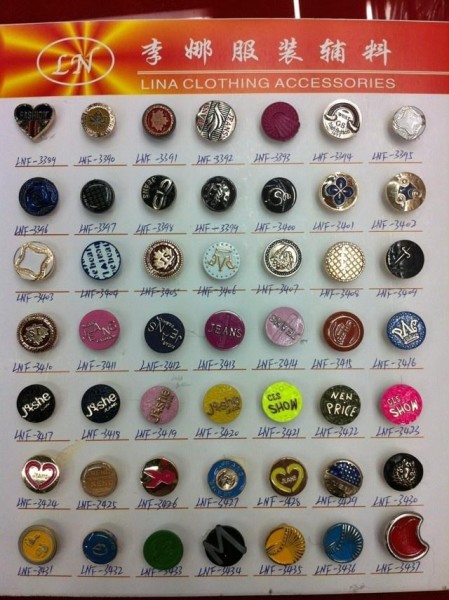 LN 李娜服装辅料
LINA CLOTHING ACCESSORIES
LNF-3389 LNF-3390 LNF-3391 LNF-3392 LNF-3393 LNF-3394 LNF-3395
LNF-3396 LNF-3397 LNF-3398 LNF-3399 LNF-3400 LNF-3401 LNF-3402
LNF-3403 LNF-3404 LNF-3405 LNF-3406 LNF-3407 LNF-3408 LNF-3409
JEANS JEANS
LNF-3410 LNF-3411 LNF-3412 LNF-3413 LNF-3414 LNF-3415 LNF-3416
J&she J&she J&she J&she CLS SHOW NEW PRICE CLS SHOW
LNF-3417 LNF-3418 LNF-3419 LNF-3420 LNF-3421 LNF-3422 LNF-3423
LNF-3424 LNF-3425 LNF-3426 LNF-3427 LNF-3428 LNF-3429 LNF-3430
LNF-3431 LNF-3432 LNF-3433 LNF-3434 LNF-3435 LNF-3436 LNF-3437